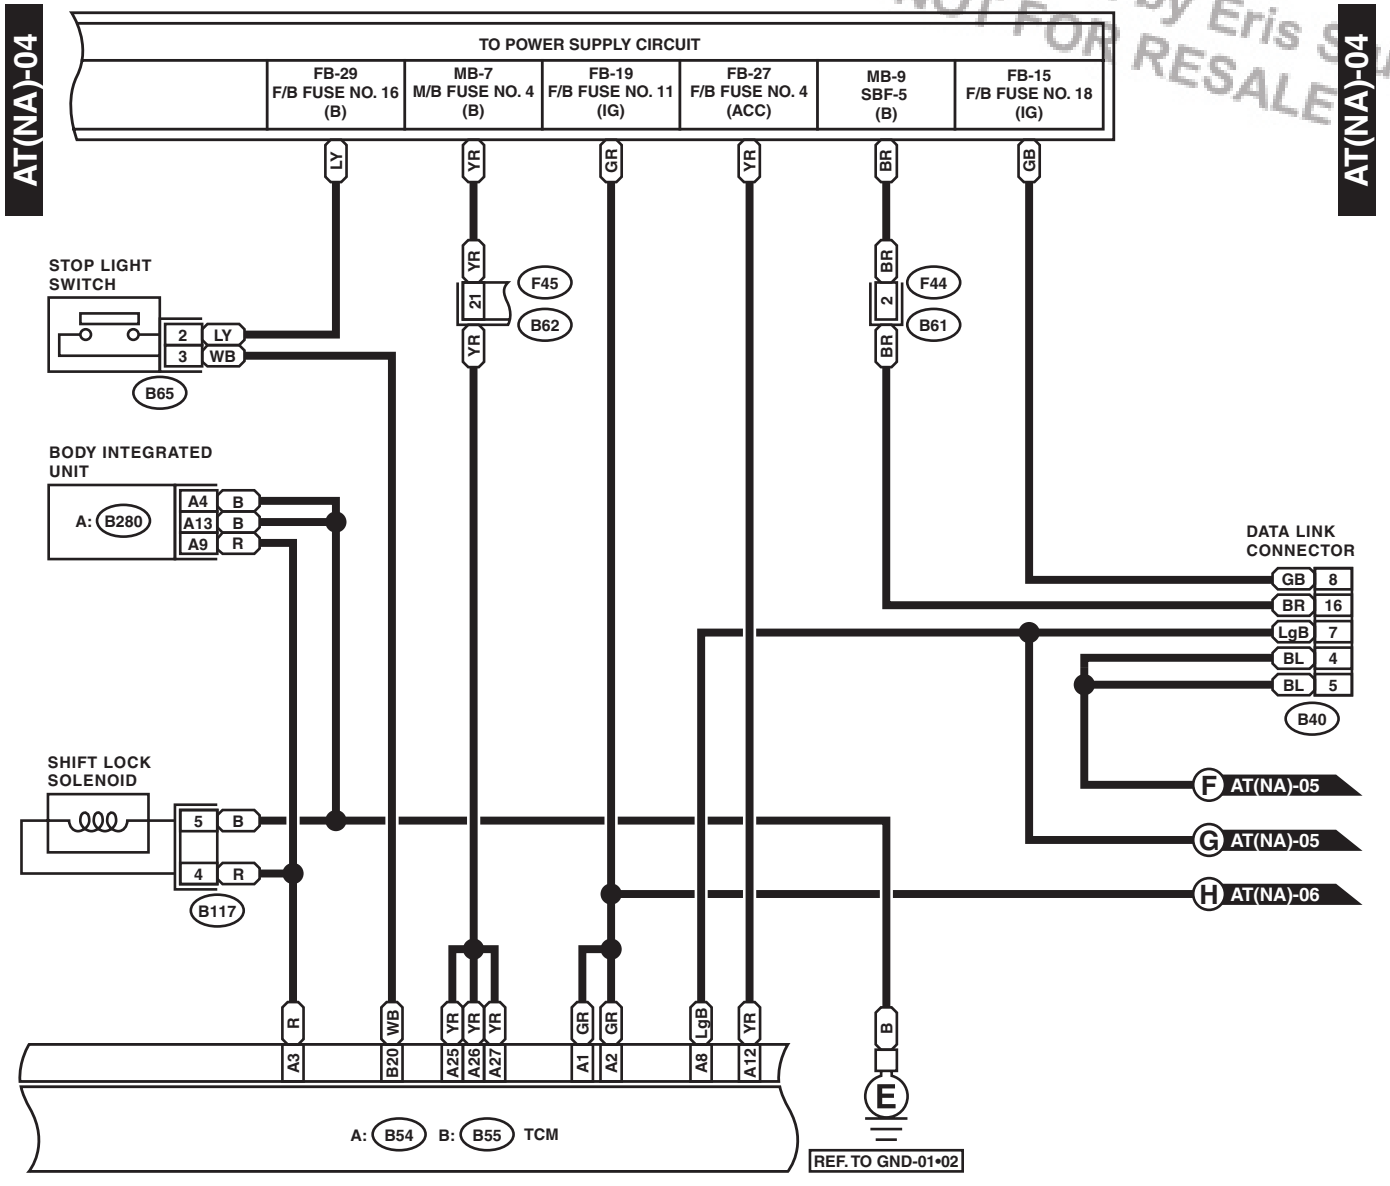 by Eris Stu
NOT FOR RESALE
AT(NA)-04
AT(NA)-04
TO POWER SUPPLY CIRCUIT
FB-29
F/B FUSE NO. 16
(B)
MB-7
M/B FUSE NO. 4
(B)
FB-19
F/B FUSE NO. 11
(IG)
FB-27
F/B FUSE NO. 4
(ACC)
MB-9
SBF-5
(B)
FB-15
F/B FUSE NO. 18
(IG)
LY
YR
GR
YR
BR
GB
YR
21
YR
F45
B62
BR
2
BR
F44
B61
STOP LIGHT
SWITCH
2 LY
3 WB
B65
BODY INTEGRATED
UNIT
A: B280
A4 B
A13 B
A9 R
DATA LINK
CONNECTOR
GB 8
BR 16
LgB 7
BL 4
BL 5
B40
SHIFT LOCK
SOLENOID
5 B
4 R
B117
F AT(NA)-05
G AT(NA)-05
H AT(NA)-06
R
WB
YR
YR
YR
GR
GR
LgB
YR
B
A3
B20
A25
A26
A27
A1
A2
A8
A12
E
A: B54 B: B55 TCM
REF. TO GND-01•02